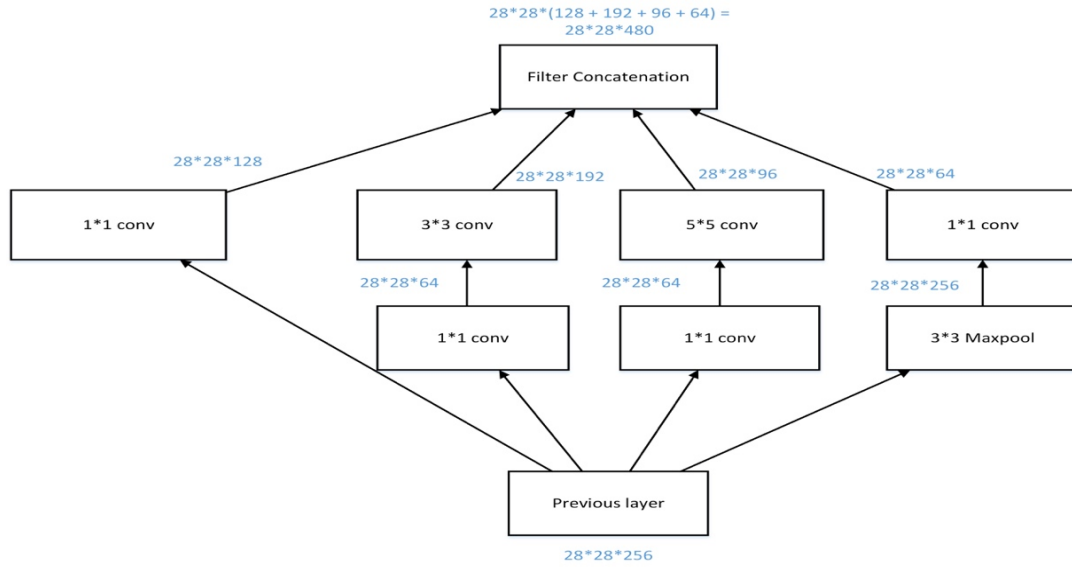 28*28*(128 + 192 + 96 + 64) =
28*28*480
Filter Concatenation
28*28*128
28*28*192
28*28*96
28*28*64
1*1 conv
3*3 conv
5*5 conv
1*1 conv
28*28*64
28*28*64
28*28*256
1*1 conv
1*1 conv
3*3 Maxpool
Previous layer
28*28*256